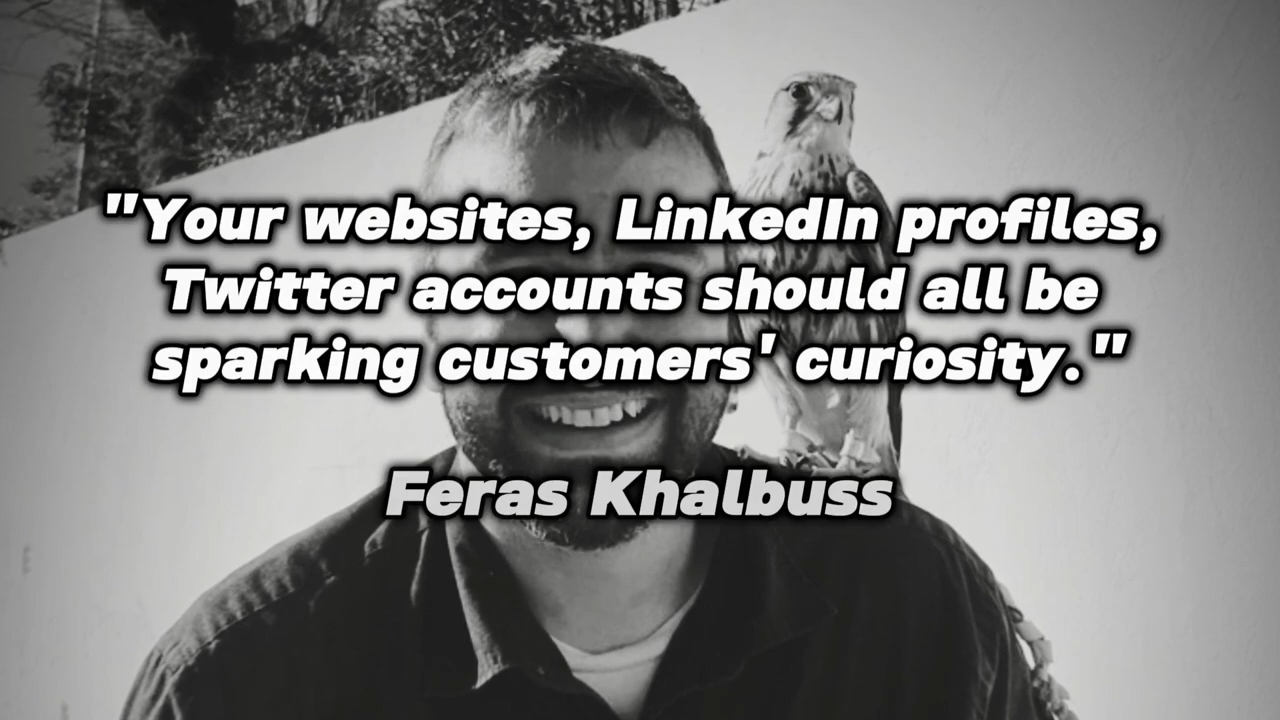 "Your websites, LinkedIn profiles,
Twitter accounts should all be
sparking customers' curiosity."
Feras Khalbuss